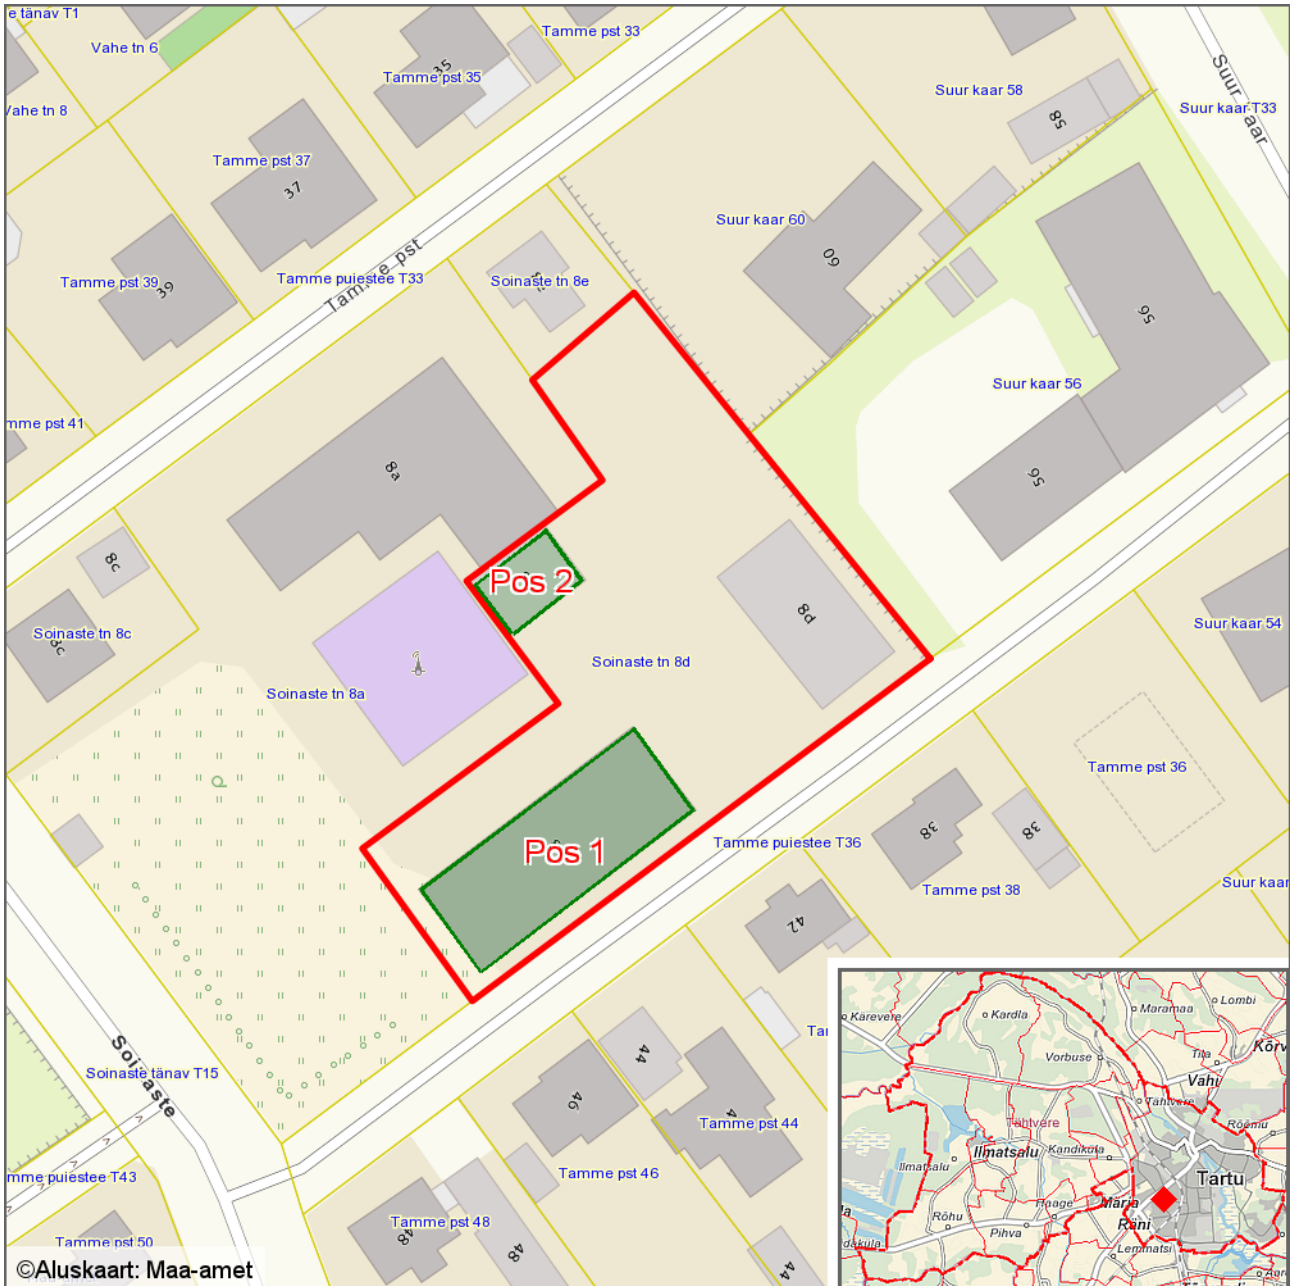 e tänav T1
Vahe tn 6
Tamme pst 33
35
Tamme pst 35
Suur kaar 58
58
Suur kaar T33
Suur kaar
Vahe tn 8
Tamme pst 37
37
Suur kaar 60
60
Tamme pst 39
39
Tamme puiestee T33
Tamme pst
Soinaste tn 8e
56
Suur kaar 56
mme pst 41
8a
56
8c
Soinaste tn 8c
8c
Pos 2
8d
Suur kaar 54
Soinaste tn 8d
Soinaste tn 8a
Tamme pst 36
Pos 1
Tamme puiestee T36
38
38
Tamme pst 38
Suur kaar
42
Soinaste
Soinaste tänav T15
44
46
Tamme pst 44
Tamme pst 46
mme puiestee T43
Tamme pst 48
48
48
44
Tamme pst 50
©Aluskaart: Maa-amet
Kärevere
Kardla
Maramaa
Lombi
Vorbuse
Tila
Kõrv
Vahi
Tähtvere
Tähtvere
Rõõmu
Ilmatsalu
Ilmatsalu
Kandiküla
Tartu
Haage
Märja
Rõhu
Räni
Pihva
Lemmatsi